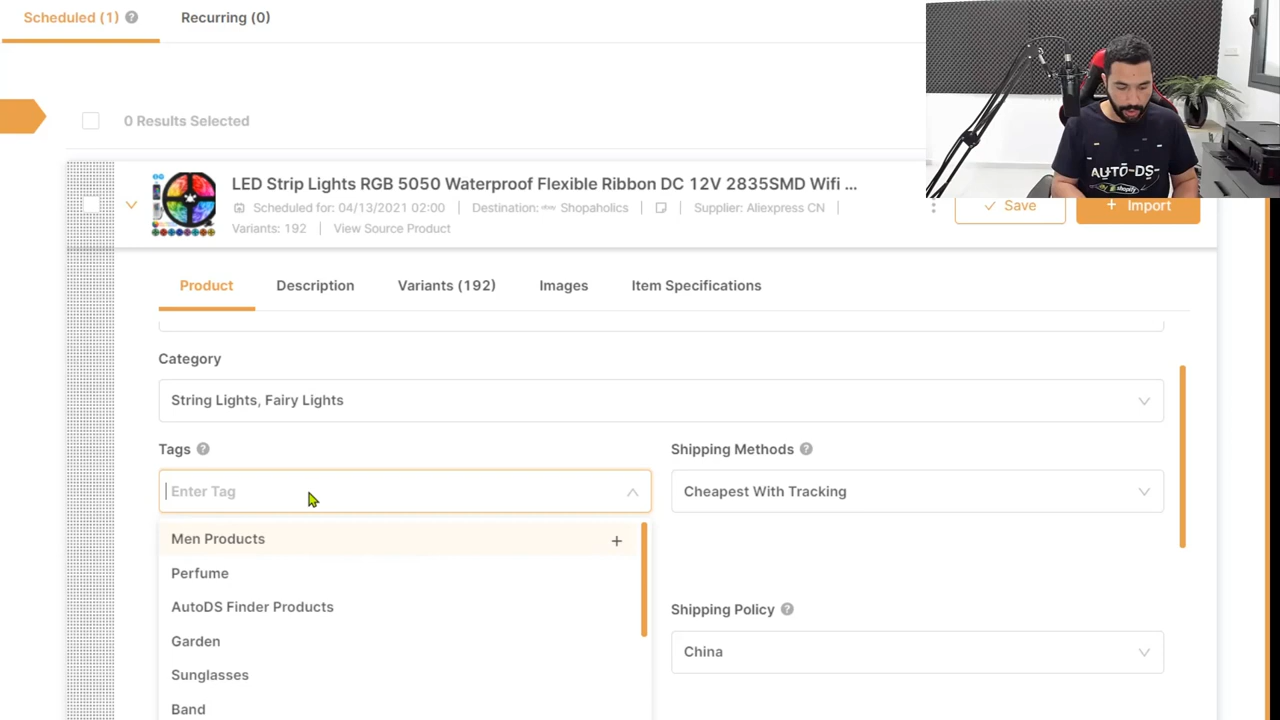 Scheduled (1) ?
Recurring (0)
0 Results Selected
LED Strip Lights RGB 5050 Waterproof Flexible Ribbon DC 12V 2835SMD Wifi ...
Scheduled for: 04/13/2021 02:00 | Destination: ebay Shopaholics | Supplier: Aliexpress CN |
Variants: 192 | View Source Product
Save
+ Import
AUTO-DS
shopify
Product
Description
Variants (192)
Images
Item Specifications
Category
String Lights, Fairy Lights
Tags ?
Shipping Methods ?
Enter Tag
Cheapest With Tracking
Men Products +
Perfume
AutoDS Finder Products
Garden
Sunglasses
Band
Shipping Policy ?
China